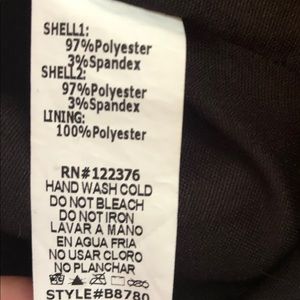 SHELL1:
97%Polyester
3%Spandex
SHELL2:
97%Polyester
3%Spandex
LINING:
100%Polyester
RN#122376
HAND WASH COLD
DO NOT BLEACH
DO NOT IRON
LAVAR A MANO
EN AGUA FRIA
NO USAR CLORO
NO PLANCHAR
STYLE#B8780